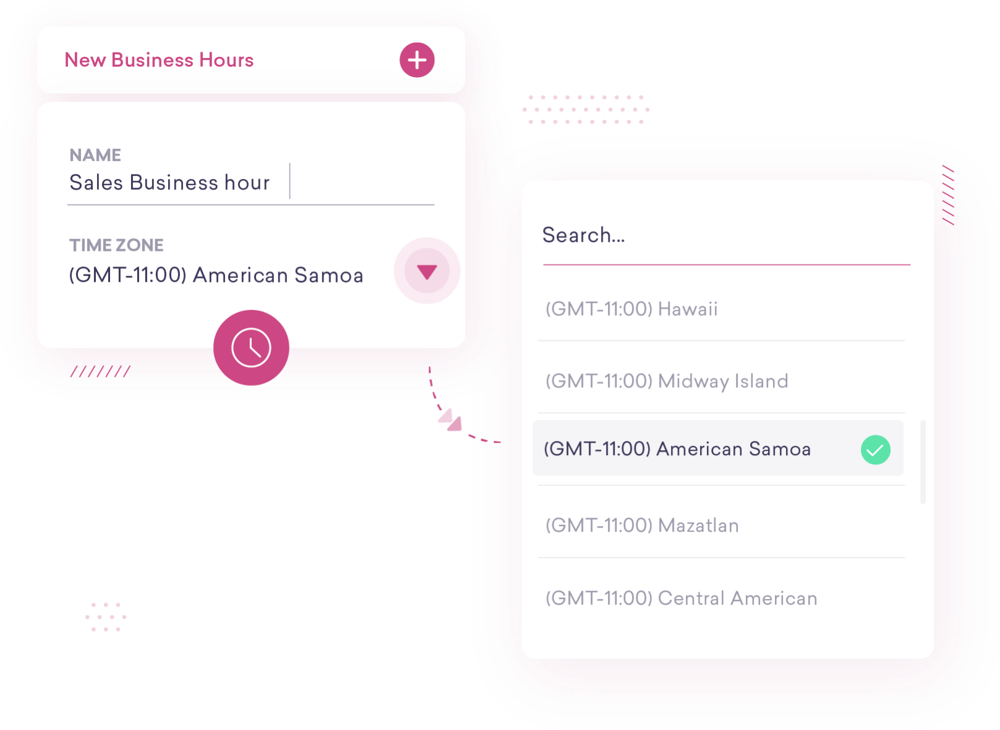 New Business Hours
NAME
Sales Business hour
TIME ZONE
(GMT-11:00) American Samoa
Search...
(GMT-11:00) Hawaii
(GMT-11:00) Midway Island
(GMT-11:00) American Samoa
(GMT-11:00) Mazatlan
(GMT-11:00) Central American